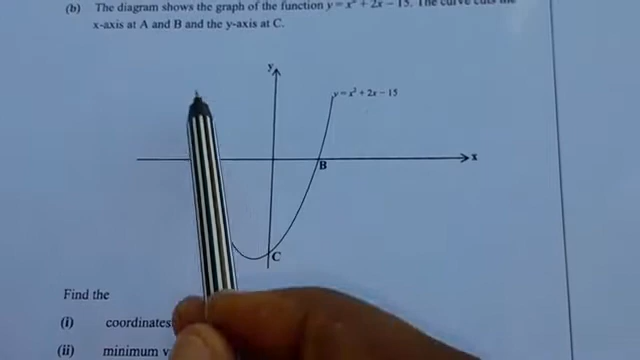 (b) The diagram shows the graph of the function y = x² + 2x − 15. The curve cuts the
x-axis at A and B and the y-axis at C.
y
y = x² + 2x − 15
x
B
C
Find the
(i) coordinates
(ii) minimum